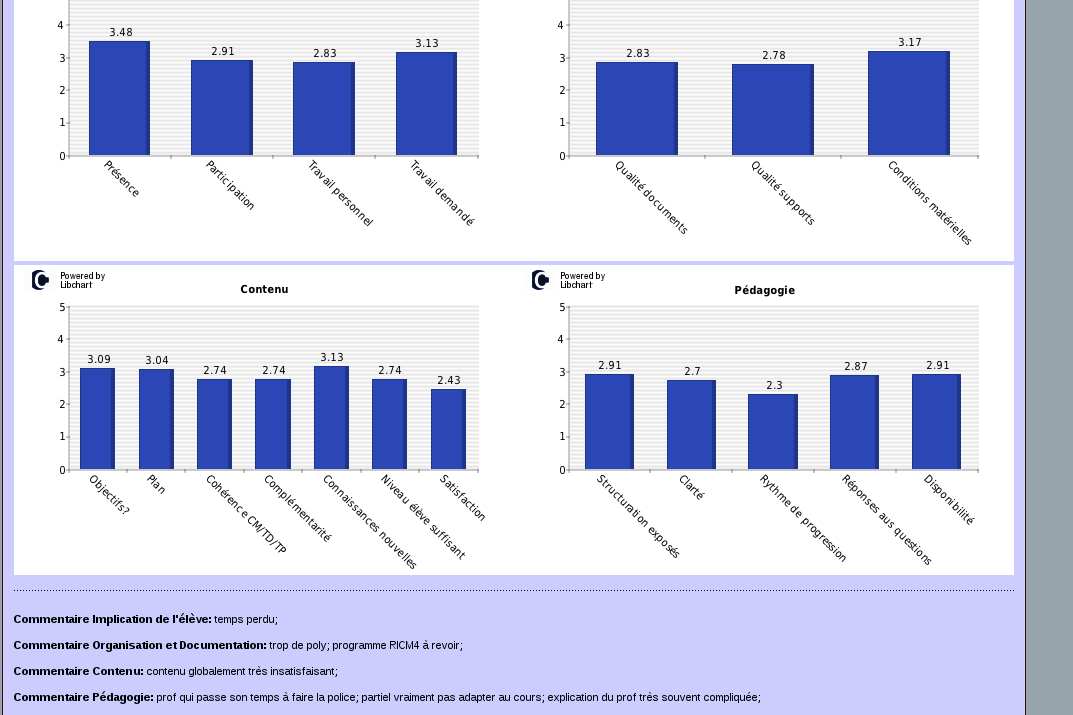 4
3
2
1
0
3.48
2.91
2.83
3.13
Présence
Participation
Travail personnel
Travail demandé
4
3
2
1
0
2.83
2.78
3.17
Qualité documents
Qualité supports
Conditions matérielles
Powered by
Libchart
Contenu
5
4
3
2
1
0
3.09
3.04
2.74
2.74
3.13
2.74
2.43
Objectifs?
Plan
Cohérence CM/TD/TP
Complémentarité
Connaissances nouvelles
Niveau élève suffisant
Satisfaction
Powered by
Libchart
Pédagogie
5
4
3
2
1
0
2.91
2.7
2.3
2.87
2.91
Structuration exposés
Clarté
Rythme de progression
Réponses aus questions
Disponibilité
Commentaire Implication de l'élève: temps perdu;
Commentaire Organisation et Documentation: trop de poly; programme RICM4 à revoir;
Commentaire Contenu: contenu globalement très insatisfaisant;
Commentaire Pédagogie: prof qui passe son temps à faire la police; partiel vraiment pas adapter au cours; explication du prof très souvent compliquée;